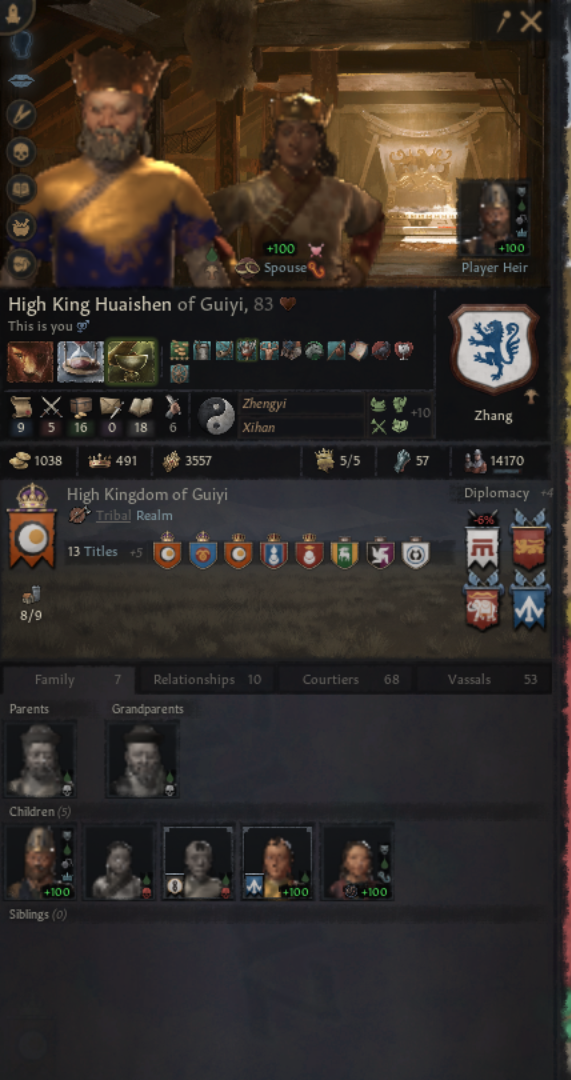 +100
Spouse
+100
Player Heir
High King Huaishen of Guiyi, 83
This is you
9 5 16 0 18 6
Zhengyi
Xihan
+10
Zhang
1038 491 3557 5/5 57 14170
High Kingdom of Guiyi
Tribal Realm
13 Titles +5
8/9
Diplomacy +4
-6%
Family 7 Relationships 10 Courtiers 68 Vassals 53
Parents Grandparents
Children (5)
+100 +100 +100
Siblings (0)